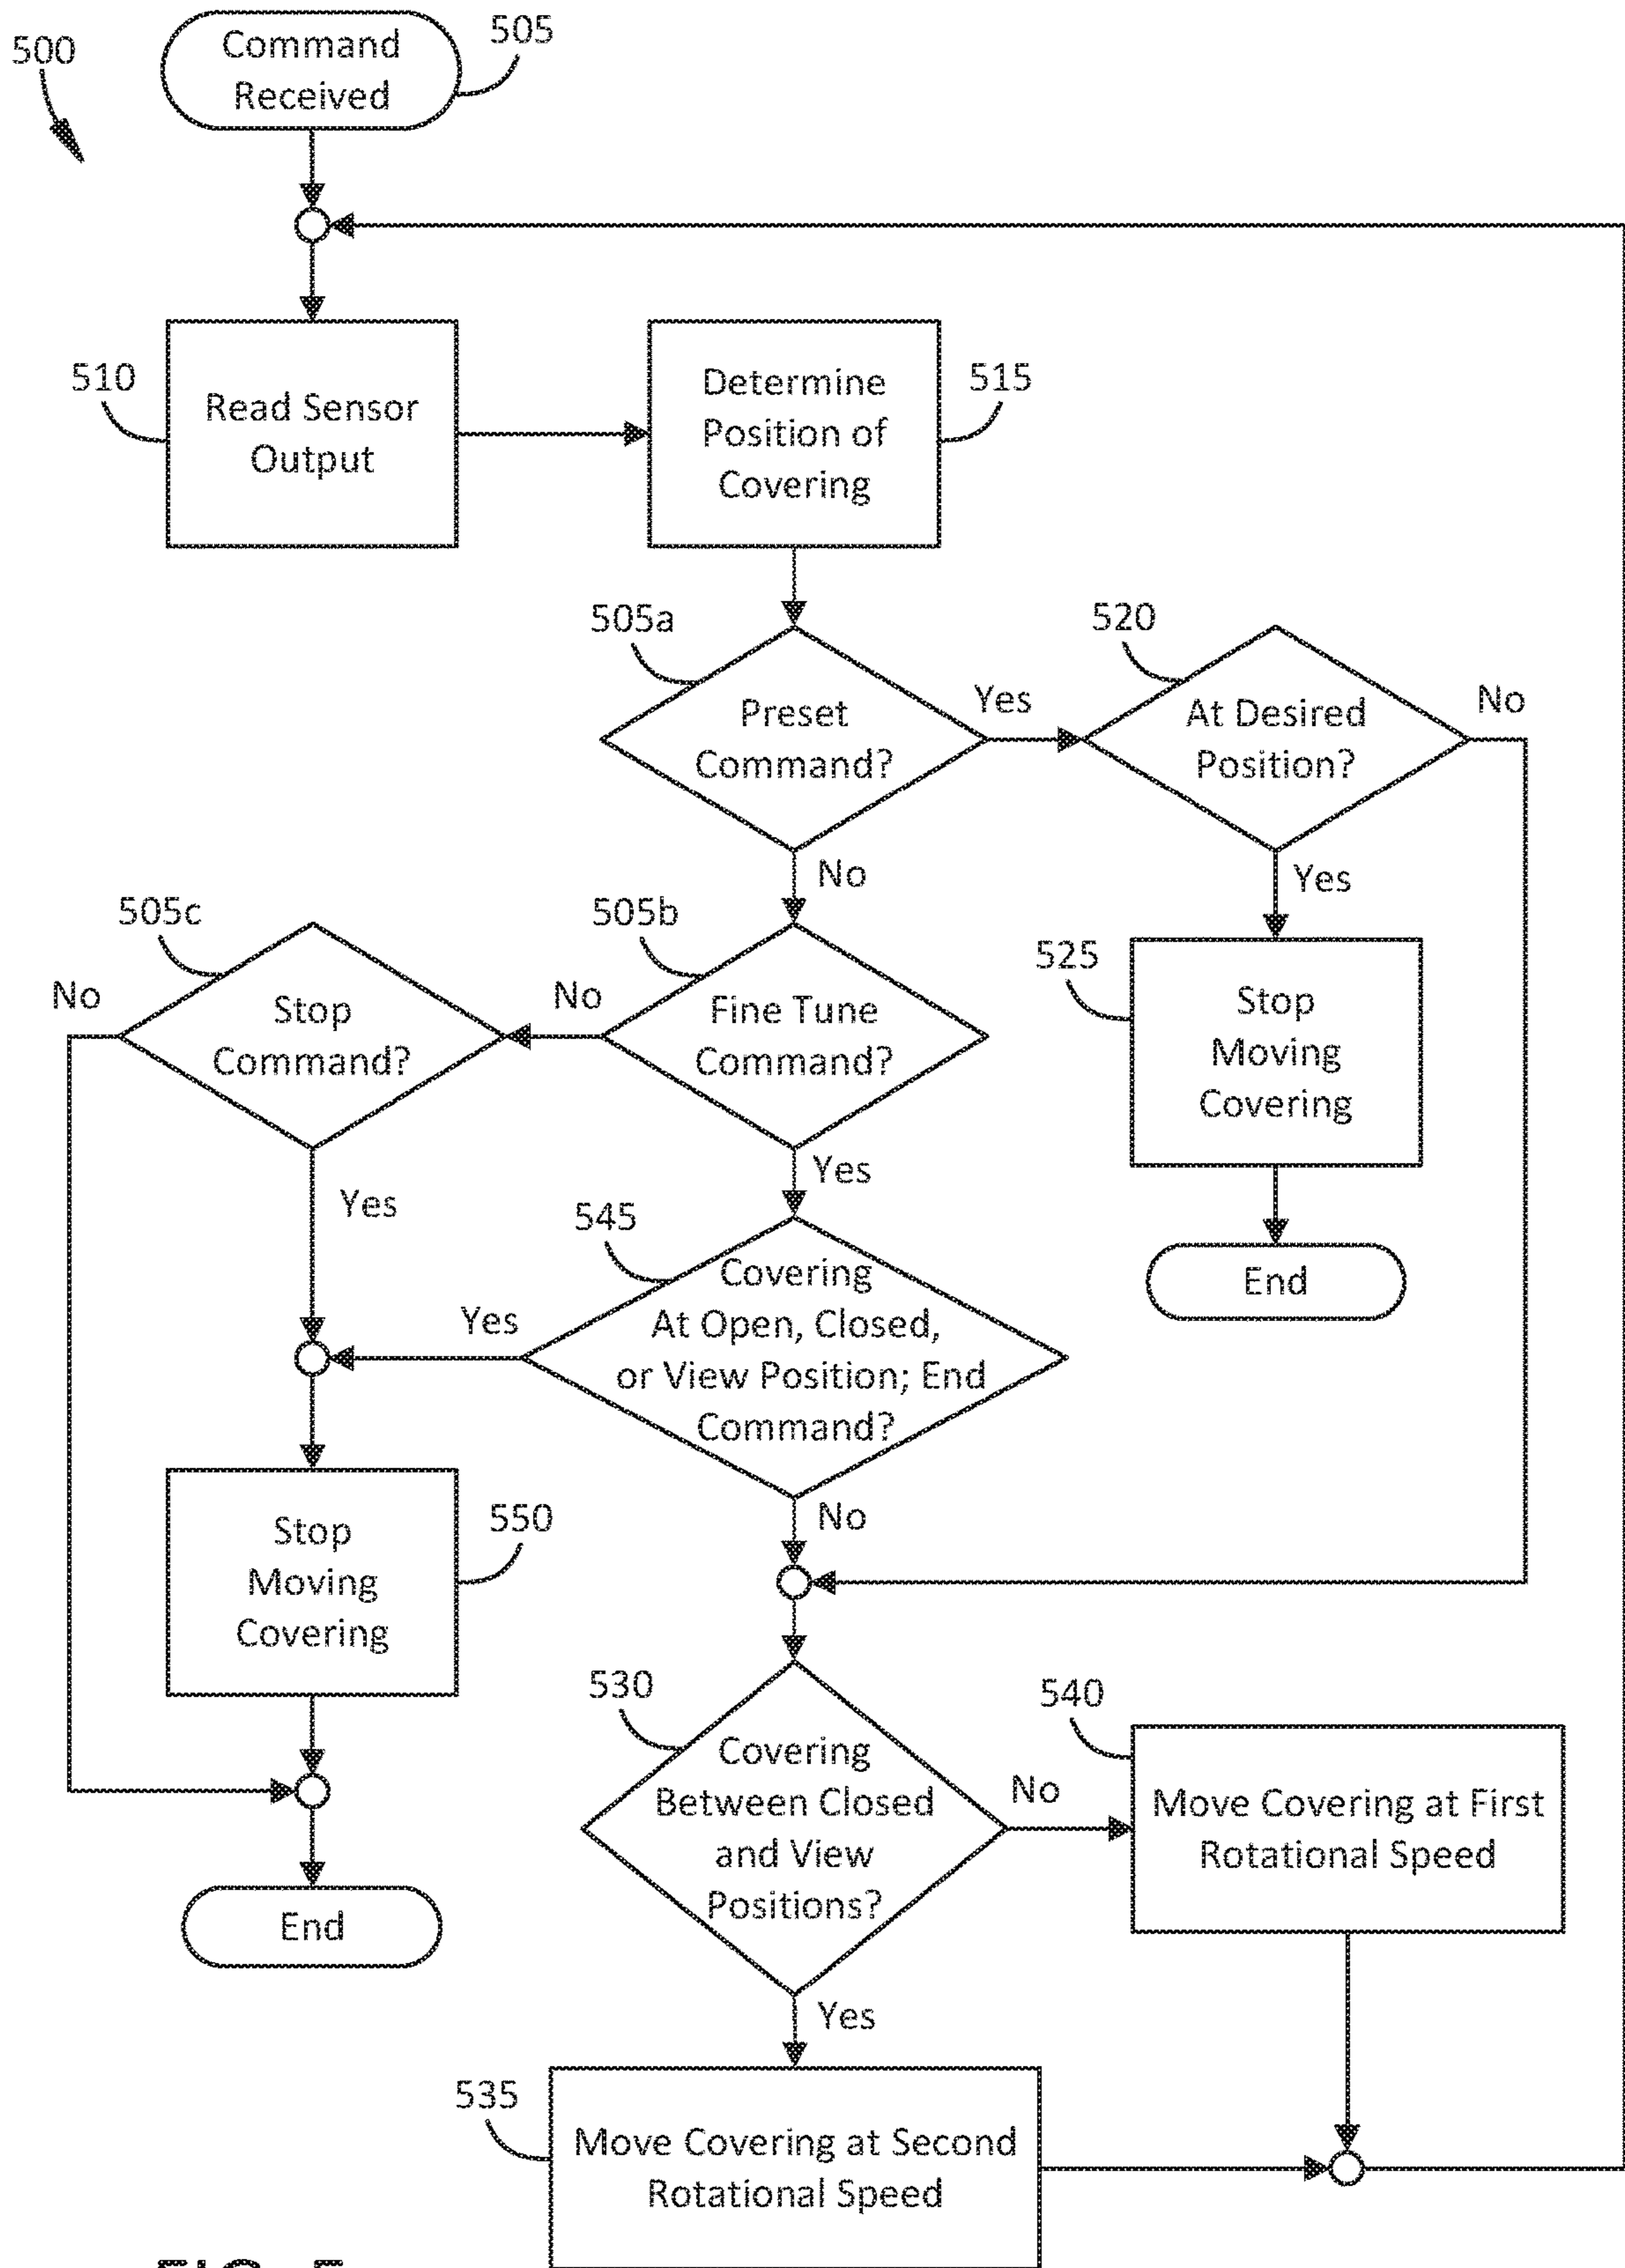 500
Command
Received
505
510
Read Sensor
Output
Determine
Position of
Covering
515
505a
Preset
Command?
Yes
520
At Desired
Position?
No
No
Yes
505c
Stop
Command?
No
505b
Fine Tune
Command?
No
525
Stop
Moving
Covering
Yes
Yes
End
545
Covering
At Open, Closed,
or View Position; End
Command?
Yes
No
Stop
Moving
Covering
550
End
530
Covering
Between Closed
and View
Positions?
No
540
Move Covering at First
Rotational Speed
Yes
535
Move Covering at Second
Rotational Speed